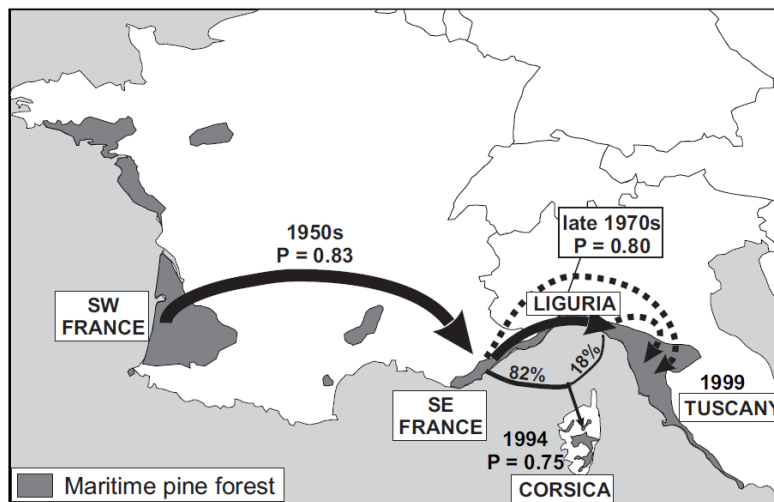 1950s
P = 0.83
late 1970s
P = 0.80
SW
FRANCE
LIGURIA
82%
18%
SE
FRANCE
1999
TUSCANY
1994
P = 0.75
CORSICA
Maritime pine forest